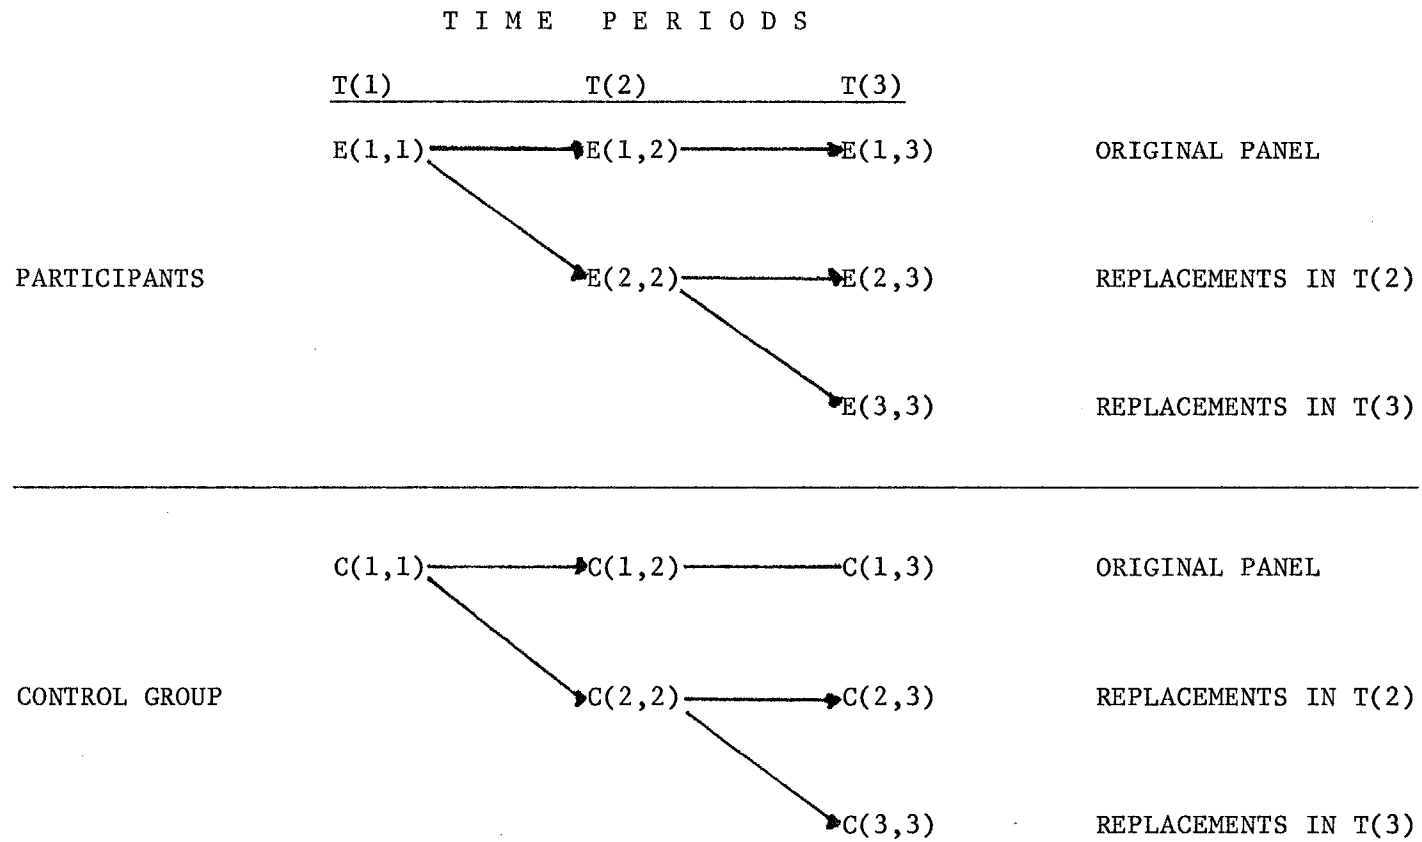 TIME PERIODS
T(1) T(2) T(3)
E(1,1) E(1,2) E(1,3) ORIGINAL PANEL
PARTICIPANTS E(2,2) E(2,3) REPLACEMENTS IN T(2)
E(3,3) REPLACEMENTS IN T(3)
C(1,1) C(1,2) C(1,3) ORIGINAL PANEL
CONTROL GROUP C(2,2) C(2,3) REPLACEMENTS IN T(2)
C(3,3) REPLACEMENTS IN T(3)